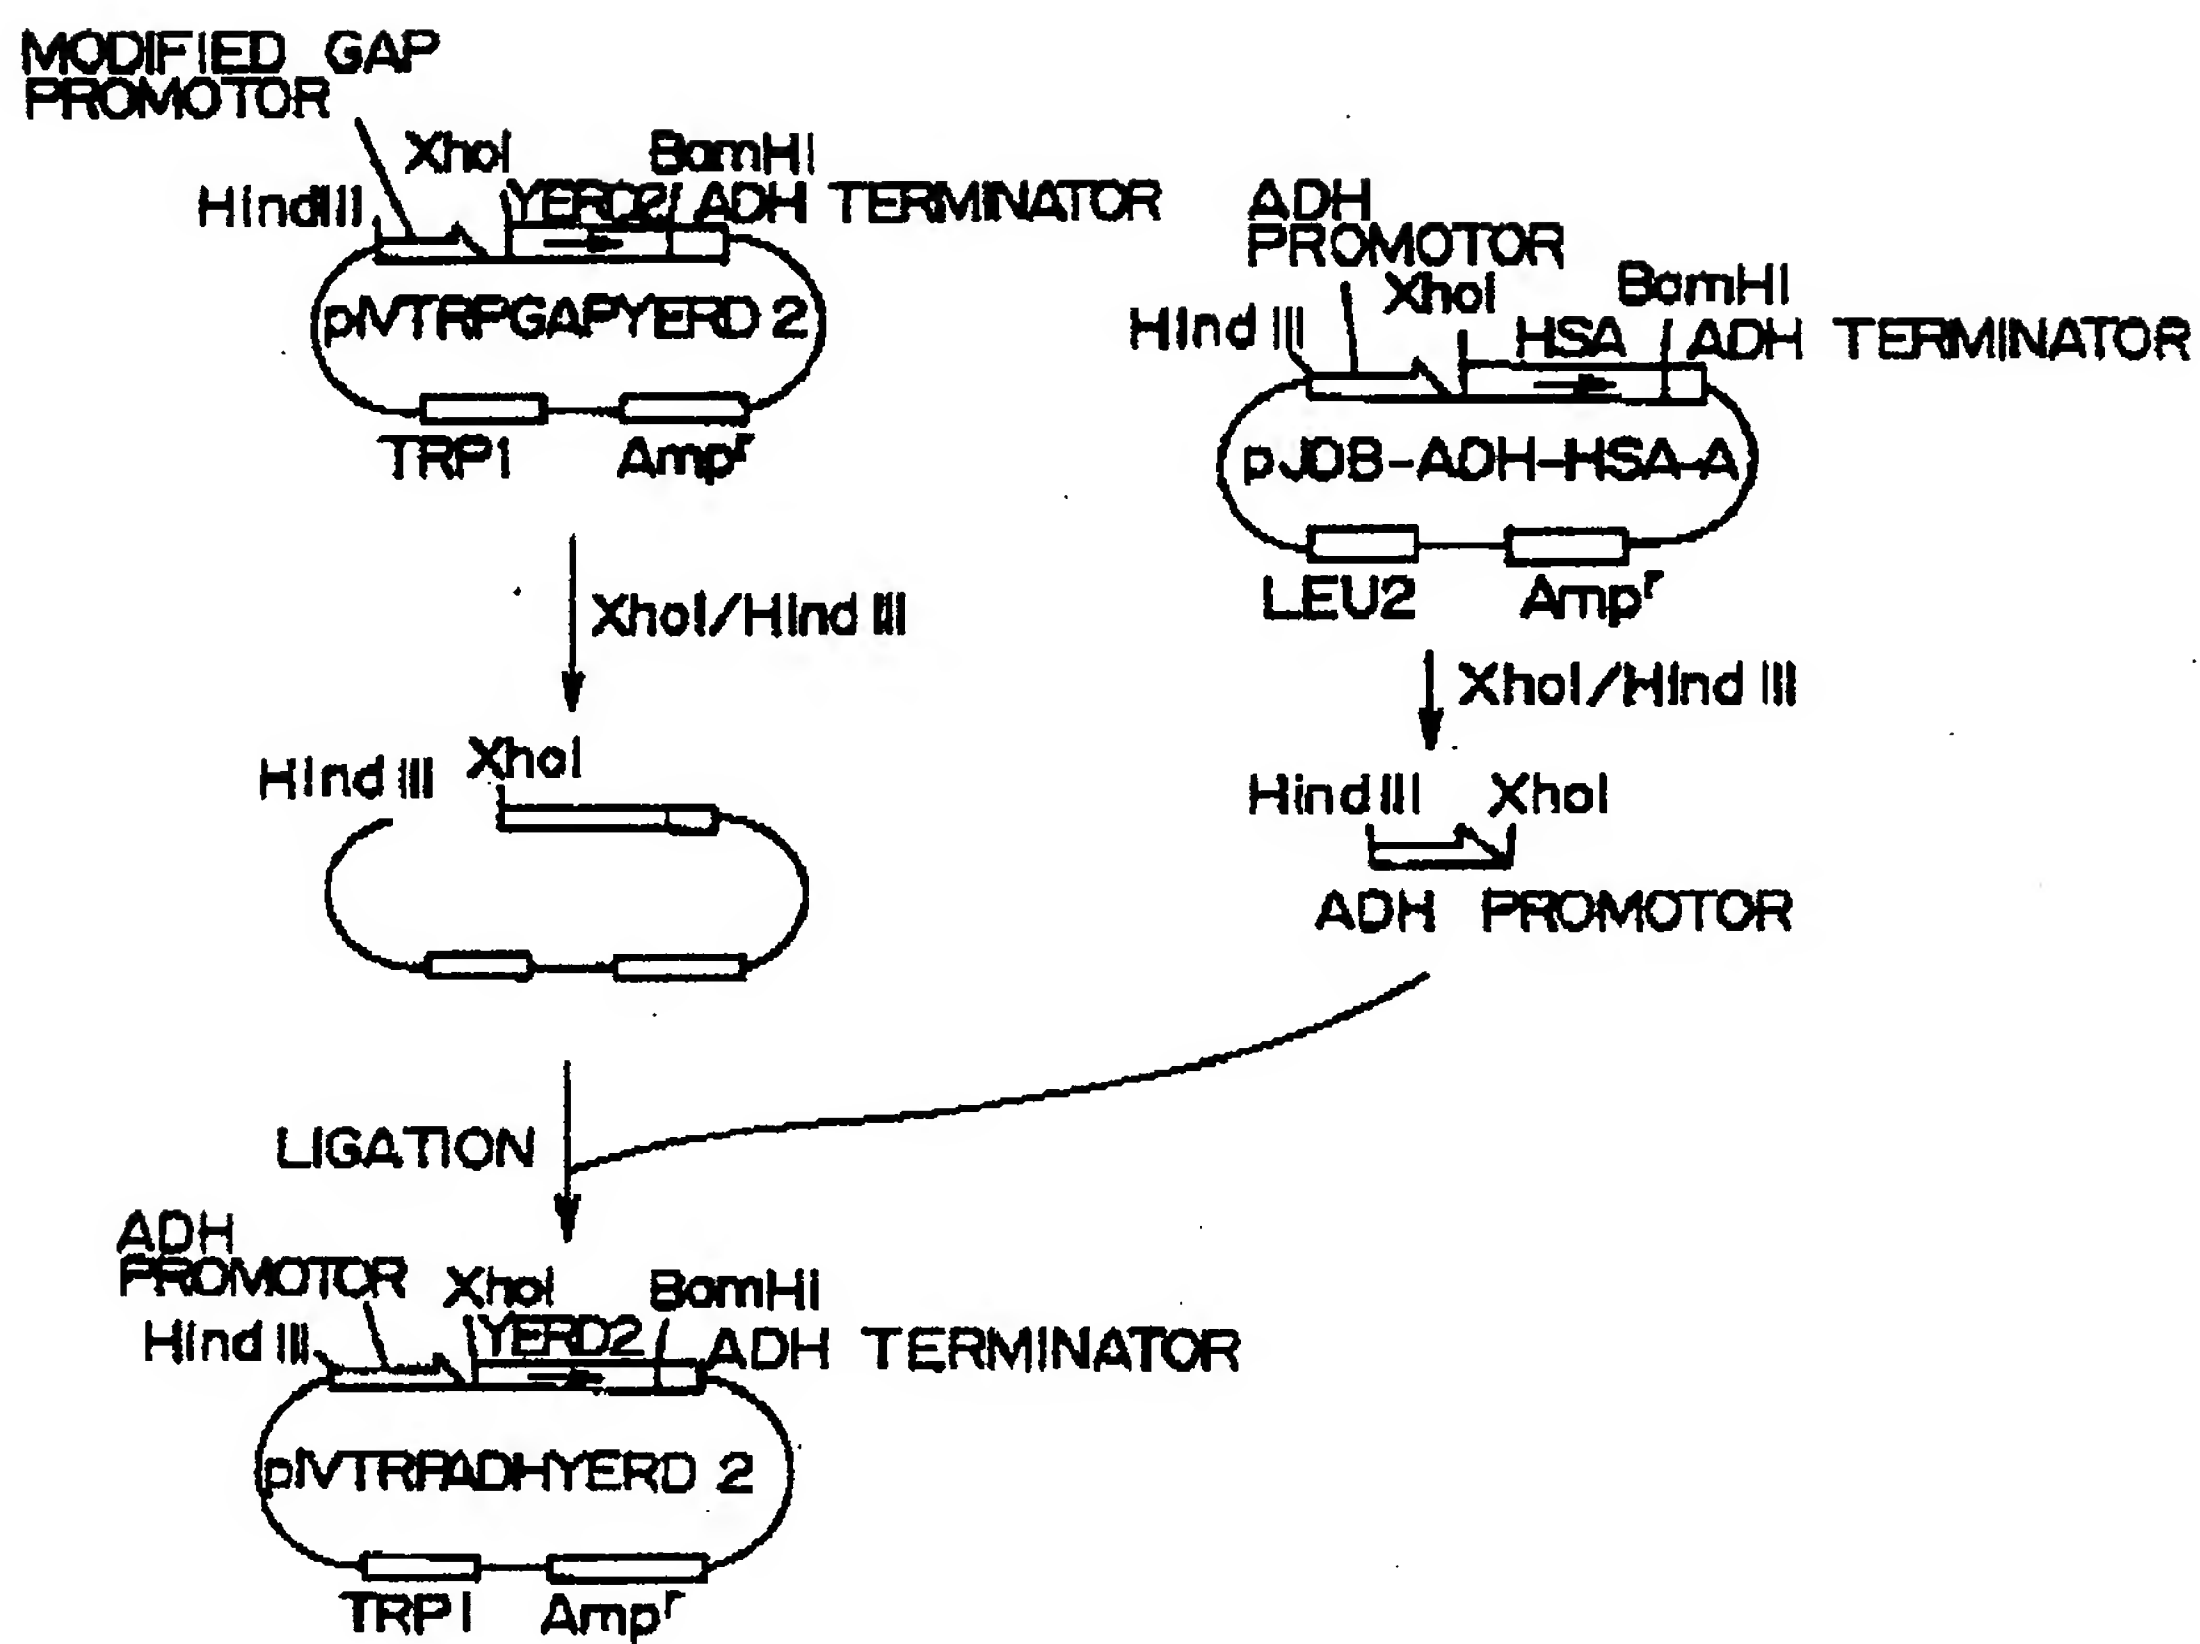 MODIFIED GAP
PROMOTOR
XhoI
BamHI
HindIII
YERD2
ADH TERMINATOR
pIVTRPGAPYERD 2
TRP1
Amp^r
ADH
PROMOTOR
XhoI
BamHI
Hind III
HSA
ADH TERMINATOR
pJDB-ADH-HSA-A
LEU2
Amp^r
XhoI/Hind III
XhoI/Hind III
Hind III
XhoI
HindIII
XhoI
ADH PROMOTOR
LIGATION
ADH
PROMOTOR
XhoI
BamHI
Hind III
YERD2
ADH TERMINATOR
pIVTRPADHYERD 2
TRP1
Amp^r